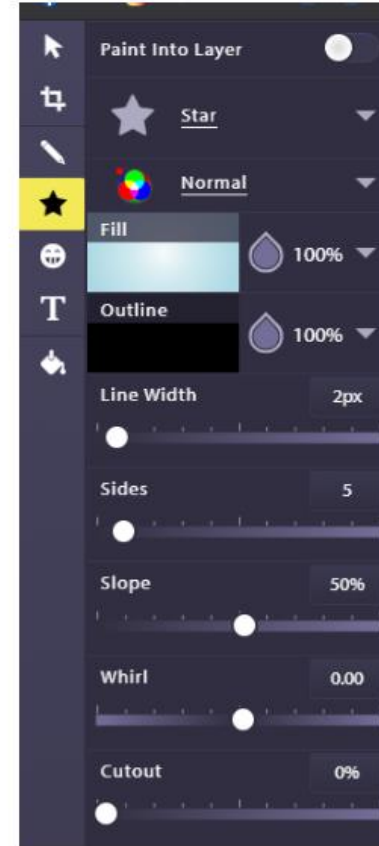 Paint Into Layer
Star
Normal
Fill
100%
T
Outline
100%
Line Width 2px
Sides 5
Slope 50%
Whirl 0.00
Cutout 0%